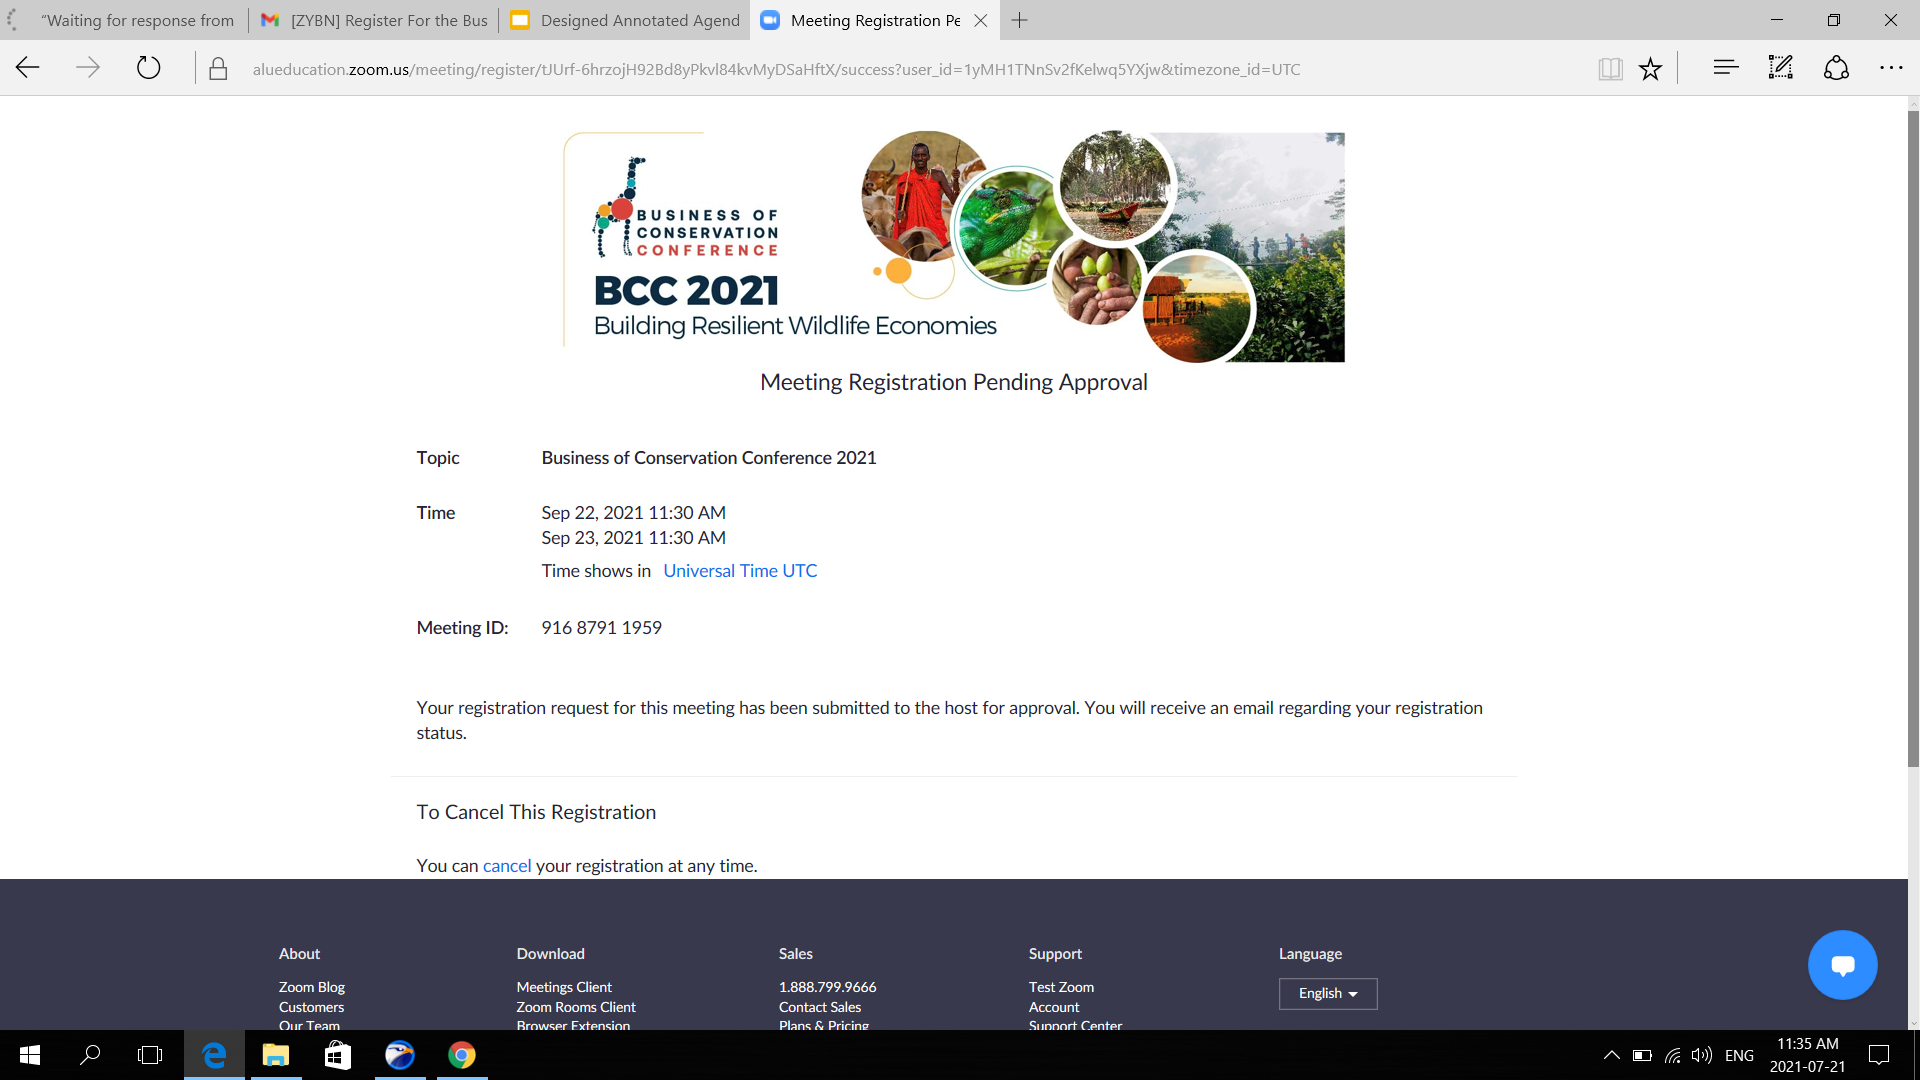 "Waiting for response from
[ZYBN] Register For the Bus
Designed Annotated Agend
Meeting Registration Pe
alueducation.zoom.us/meeting/register/tJUrf-6hrzojH92Bd8yPkvl84kvMyDSaHftX/success?user_id=1yMH1TNnSv2fKelwq5YXjw&timezone_id=UTC
BUSINESS OF
CONSERVATION
CONFERENCE
BCC 2021
Building Resilient Wildlife Economies
Meeting Registration Pending Approval
Topic Business of Conservation Conference 2021
Time Sep 22, 2021 11:30 AM
Sep 23, 2021 11:30 AM
Time shows in Universal Time UTC
Meeting ID: 916 8791 1959
Your registration request for this meeting has been submitted to the host for approval. You will receive an email regarding your registration
status.
To Cancel This Registration
You can cancel your registration at any time.
About Download Sales Support Language
Zoom Blog Meetings Client 1.888.799.9666 Test Zoom English
Customers Zoom Rooms Client Contact Sales Account
Our Team Browser Extension Plans & Pricing Support Center
ENG
11:35 AM
2021-07-21